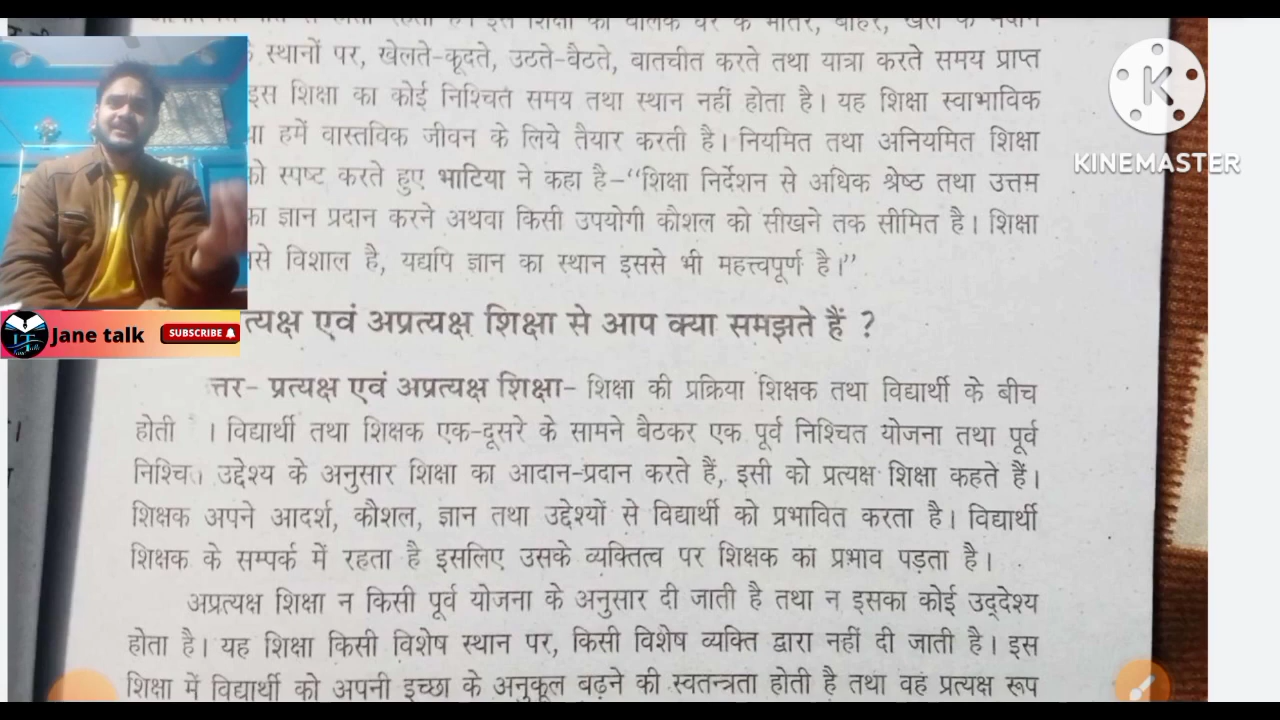 स्थानों पर, खेलते-कूदते, उठते-बैठते, बातचीत करते तथा यात्रा करते समय प्राप्त
इस शिक्षा का कोई निश्चित समय तथा स्थान नहीं होता है। यह शिक्षा स्वाभाविक
हमें वास्तविक जीवन के लिये तैयार करती है। नियमित तथा अनियमित शिक्षा
को स्पष्ट करते हुए भाटिया ने कहा है–“शिक्षा निर्देशन से अधिक श्रेष्ठ तथा उत्तम
का ज्ञान प्रदान करने अथवा किसी उपयोगी कौशल को सीखने तक सीमित है। शिक्षा
से विशाल है, यद्यपि ज्ञान का स्थान इससे भी महत्त्वपूर्ण है।”
त्यक्ष एवं अप्रत्यक्ष शिक्षा से आप क्या समझते हैं ?
त्तर– प्रत्यक्ष एवं अप्रत्यक्ष शिक्षा– शिक्षा की प्रक्रिया शिक्षक तथा विद्यार्थी के बीच
होती । विद्यार्थी तथा शिक्षक एक-दूसरे के सामने बैठकर एक पूर्व निश्चित योजना तथा पूर्व
निश्चित उद्देश्य के अनुसार शिक्षा का आदान-प्रदान करते हैं, इसी को प्रत्यक्ष शिक्षा कहते हैं।
शिक्षक अपने आदर्श, कौशल, ज्ञान तथा उद्देश्यों से विद्यार्थी को प्रभावित करता है। विद्यार्थी
शिक्षक के सम्पर्क में रहता है इसलिए उसके व्यक्तित्व पर शिक्षक का प्रभाव पड़ता है।
अप्रत्यक्ष शिक्षा न किसी पूर्व योजना के अनुसार दी जाती है तथा न इसका कोई उद्देश्य
होता है। यह शिक्षा किसी विशेष स्थान पर, किसी विशेष व्यक्ति द्वारा नहीं दी जाती है। इस
शिक्षा में विद्यार्थी को अपनी इच्छा के अनुकूल बढ़ने की स्वतन्त्रता होती है तथा वह प्रत्यक्ष रूप
Jane talk
SUBSCRIBE
K
KINEMASTER